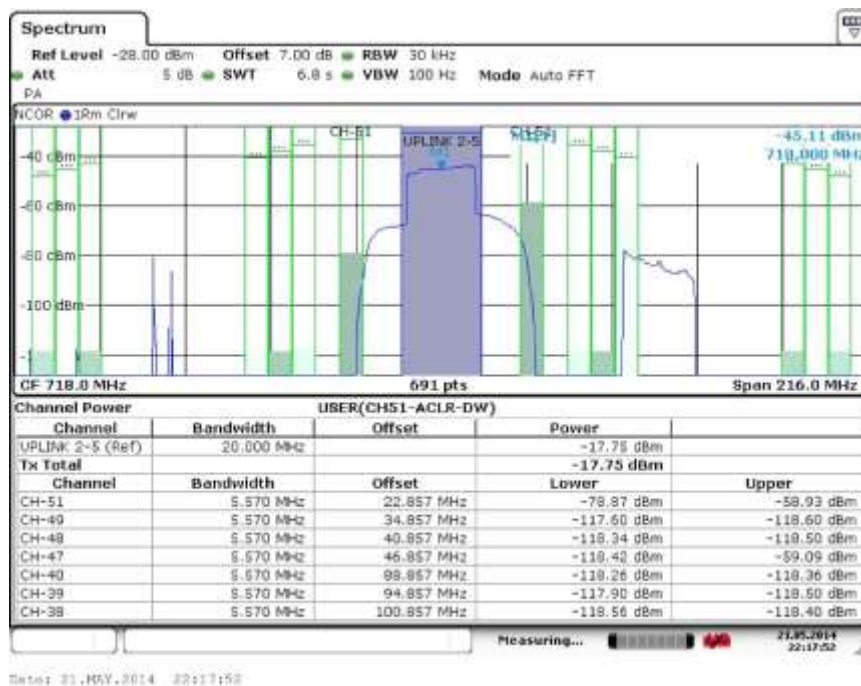 Spectrum
Ref Level -28.00 dBm Offset 7.00 dB RBW 30 kHz
Att 5 dB SWT 6.8 s VBW 100 Hz Mode Auto FFT
PA
NCOR 1Rm Clrw
CH-51 UPLINK 2-5
-45.11 dBm
718.000 MHz
-40 dBm
-60 dBm
-80 dBm
-100 dBm
CF 718.0 MHz 691 pts Span 216.0 MHz
Channel Power USER(CH51-ACLR-DW)
Channel Bandwidth Offset Power
UPLINK 2-5 (Ref) 20.000 MHz -17.75 dBm
Tx Total -17.75 dBm
Channel Bandwidth Offset Lower Upper
CH-51 5.570 MHz 22.857 MHz -78.87 dBm -58.93 dBm
CH-49 5.570 MHz 34.857 MHz -117.60 dBm -118.60 dBm
CH-48 5.570 MHz 40.857 MHz -118.34 dBm -118.50 dBm
CH-47 5.570 MHz 46.857 MHz -118.42 dBm -59.09 dBm
CH-40 5.570 MHz 88.857 MHz -118.26 dBm -118.36 dBm
CH-39 5.570 MHz 94.857 MHz -117.90 dBm -118.50 dBm
CH-38 5.570 MHz 100.857 MHz -118.56 dBm -118.40 dBm
Measuring... 21.05.2014
22:17:52
Date: 21.MAY.2014 22:17:52